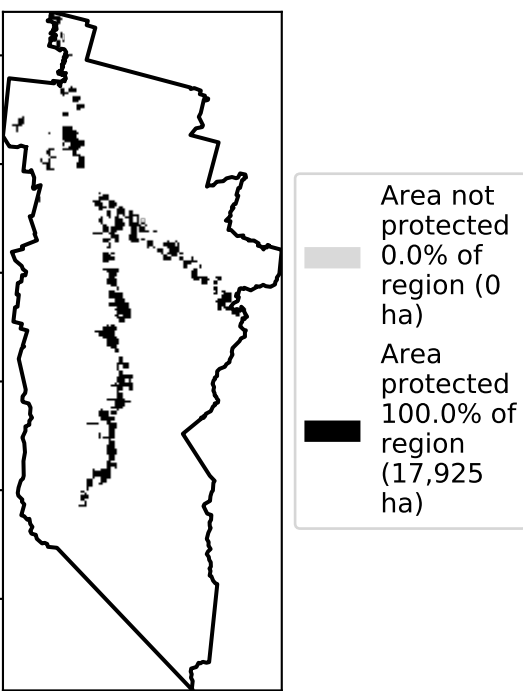 Area not
protected
0.0% of
region (0
ha)
Area
protected
100.0% of
region
(17,925
ha)